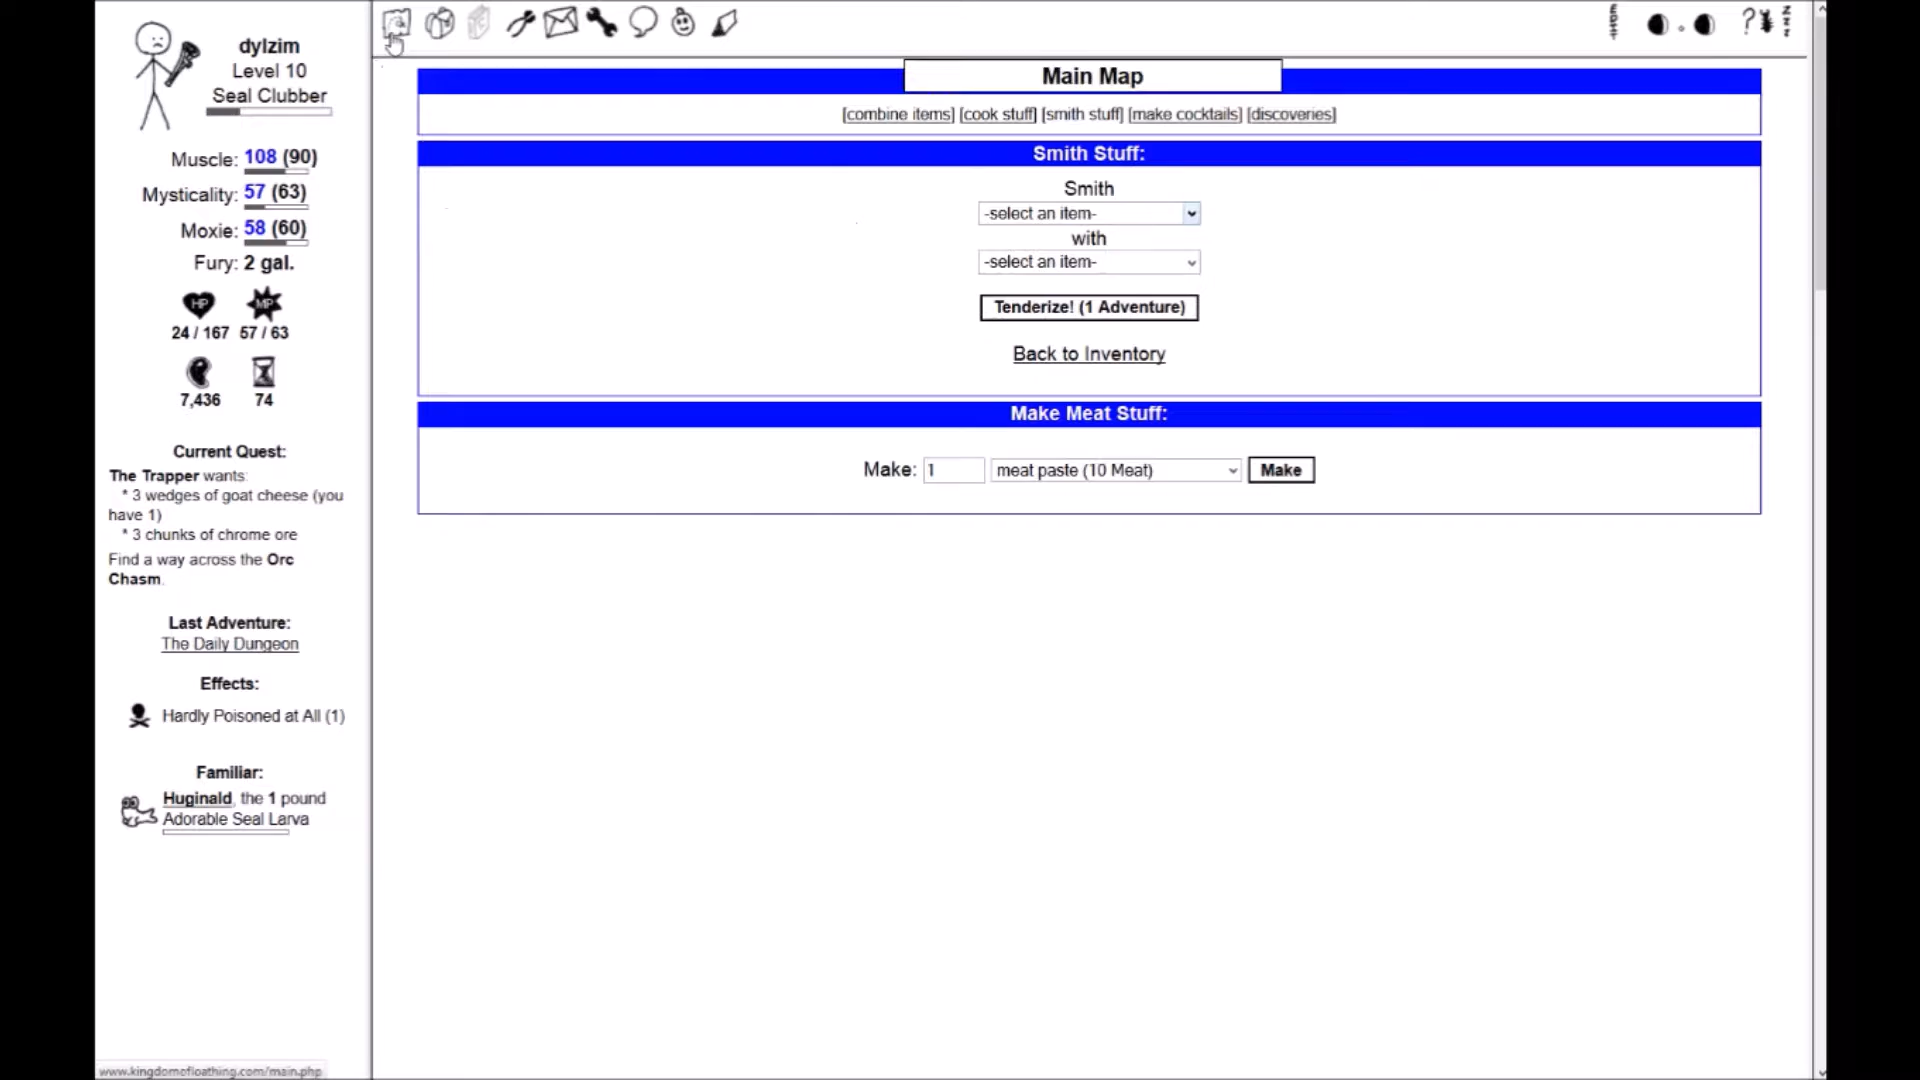 dylzim
Level 10
Seal Clubber
Muscle: 108 (90)
Mysticality: 57 (63)
Moxie: 58 (60)
Fury: 2 gal.
HP MP
24 / 167 57 / 63
7,436 74
Current Quest:
The Trapper wants:
* 3 wedges of goat cheese (you
have 1)
* 3 chunks of chrome ore
Find a way across the Orc
Chasm.
Last Adventure:
The Daily Dungeon
Effects:
Hardly Poisoned at All (1)
Familiar:
Huginald, the 1 pound
Adorable Seal Larva
www.kingdomofloathing.com/main.php
Main Map
[combine items] [cook stuff] [smith stuff] [make cocktails] [discoveries]
Smith Stuff:
Smith
-select an item-
with
-select an item-
Tenderize! (1 Adventure)
Back to Inventory
Make Meat Stuff:
Make: 1 meat paste (10 Meat) Make